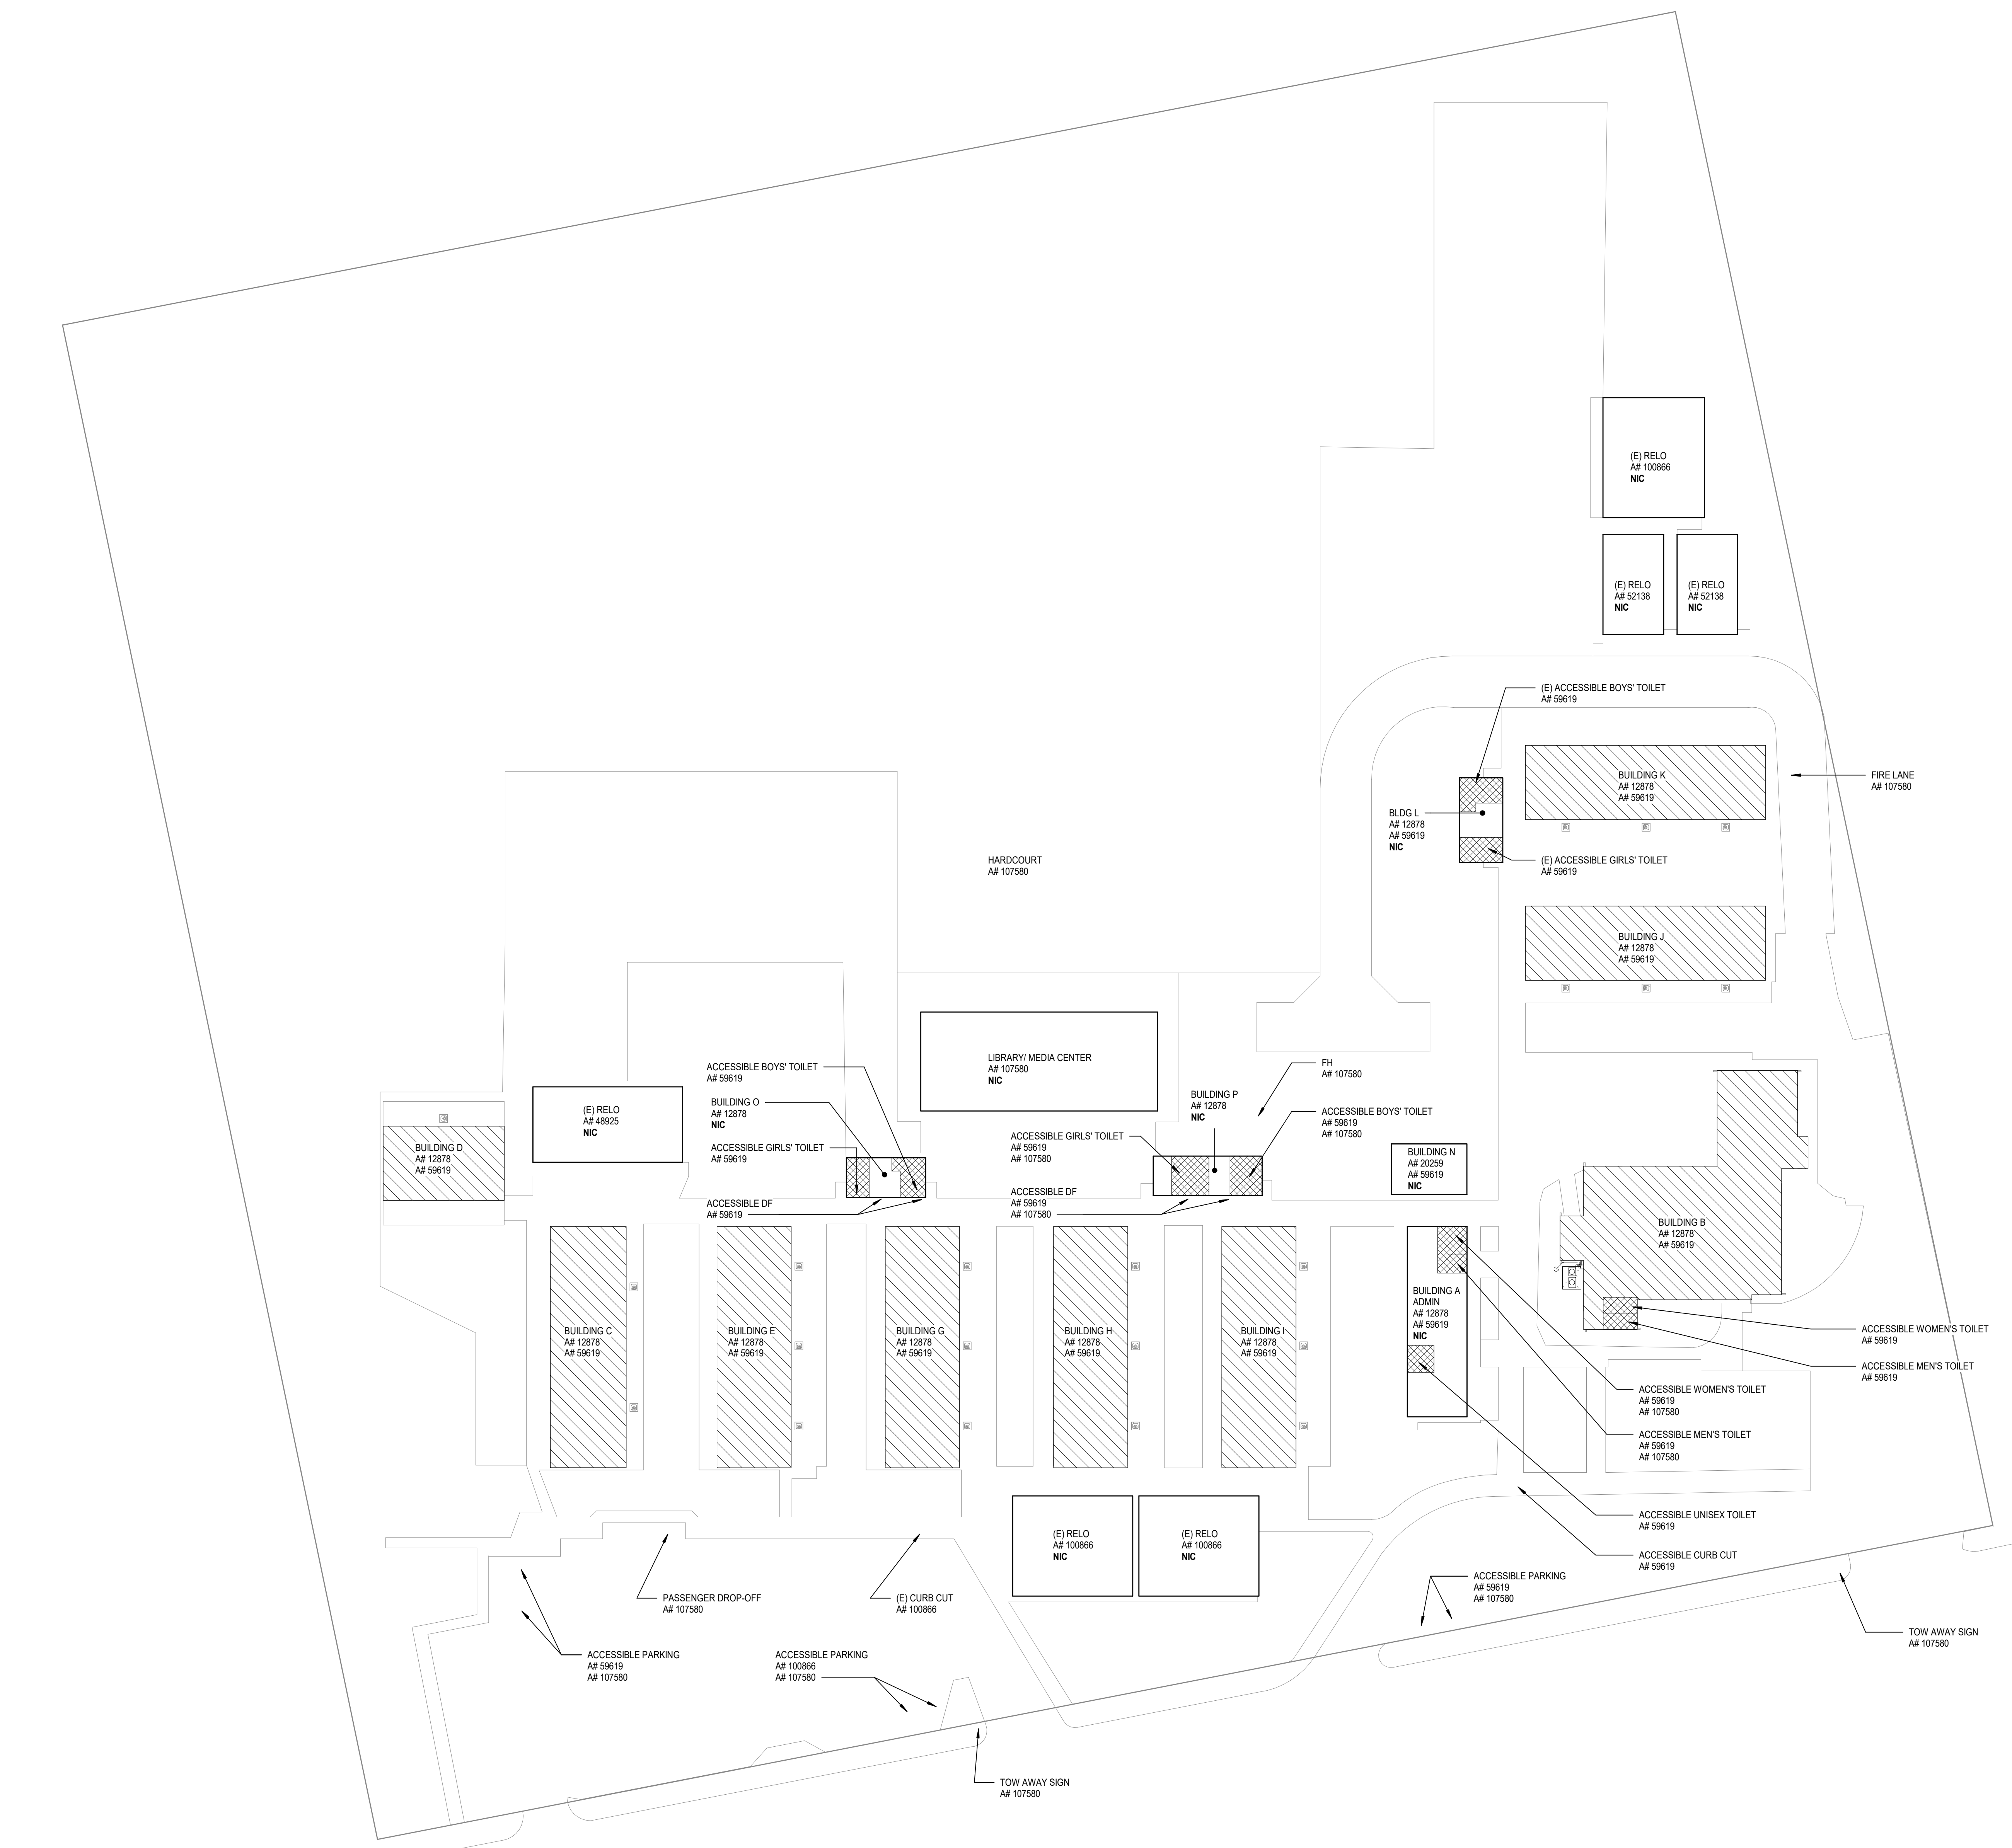 (E) RELO
A# 100866
NIC
(E) RELO
A# 52138
NIC
(E) RELO
A# 52138
NIC
(E) ACCESSIBLE BOYS' TOILET
A# 59619
BUILDING K
A# 12878
A# 59619
FIRE LANE
A# 107580
BLDG L
A# 12878
A# 59619
NIC
HARDCOURT
A# 107580
(E) ACCESSIBLE GIRLS' TOILET
A# 59619
BUILDING J
A# 12878
A# 59619
LIBRARY/ MEDIA CENTER
A# 107580
NIC
FH
A# 107580
ACCESSIBLE BOYS' TOILET
A# 59619
BUILDING P
A# 12878
NIC
BUILDING O
A# 12878
NIC
(E) RELO
A# 48925
NIC
ACCESSIBLE BOYS' TOILET
A# 59619
A# 107580
ACCESSIBLE GIRLS' TOILET
A# 59619
A# 107580
BUILDING D
A# 12878
A# 59619
ACCESSIBLE GIRLS' TOILET
A# 59619
BUILDING N
A# 20259
A# 59619
NIC
ACCESSIBLE DF
A# 59619
A# 107580
ACCESSIBLE DF
A# 59619
BUILDING B
A# 12878
A# 59619
BUILDING A
ADMIN
A# 12878
A# 59619
NIC
BUILDING C
A# 12878
A# 59619
BUILDING E
A# 12878
A# 59619
BUILDING G
A# 12878
A# 59619
BUILDING H
A# 12878
A# 59619
BUILDING I
A# 12878
A# 59619
ACCESSIBLE WOMEN'S TOILET
A# 59619
ACCESSIBLE MEN'S TOILET
A# 59619
ACCESSIBLE WOMEN'S TOILET
A# 59619
A# 107580
ACCESSIBLE MEN'S TOILET
A# 59619
A# 107580
ACCESSIBLE UNISEX TOILET
A# 59619
(E) RELO
A# 100866
NIC
(E) RELO
A# 100866
NIC
ACCESSIBLE CURB CUT
A# 59619
ACCESSIBLE PARKING
A# 59619
A# 107580
PASSENGER DROP-OFF
A# 107580
(E) CURB CUT
A# 100866
TOW AWAY SIGN
A# 107580
ACCESSIBLE PARKING
A# 59619
A# 107580
ACCESSIBLE PARKING
A# 100866
A# 107580
TOW AWAY SIGN
A# 107580